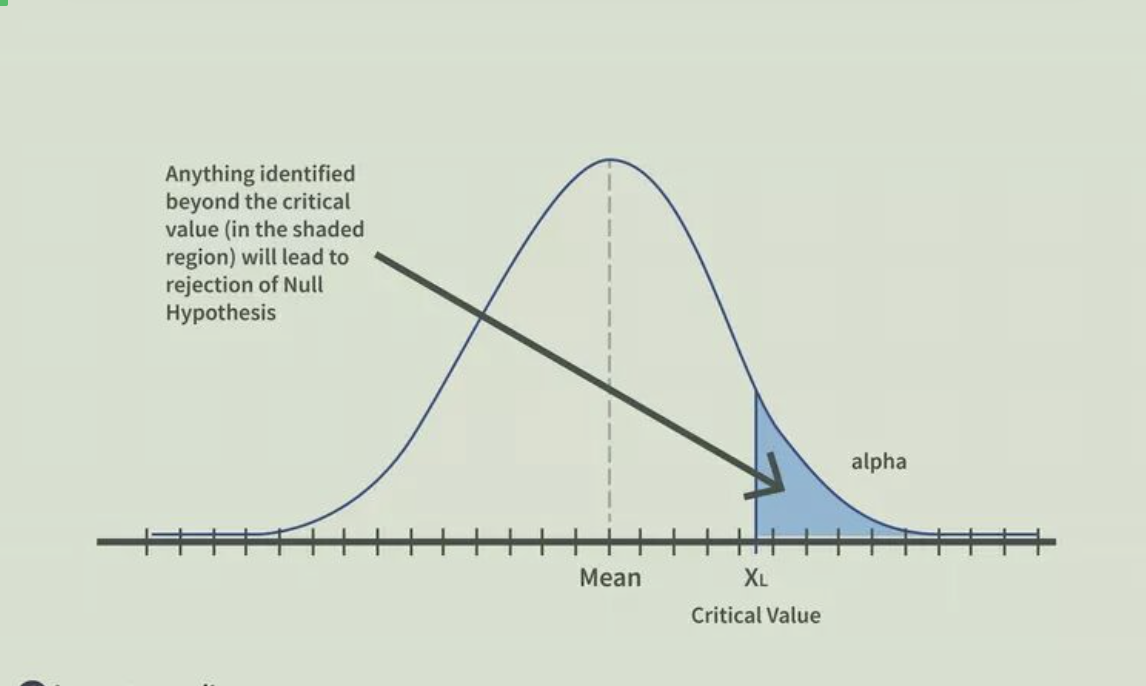 Anything identified
beyond the critical
value (in the shaded
region) will lead to
rejection of Null
Hypothesis
alpha
Mean
XL
Critical Value